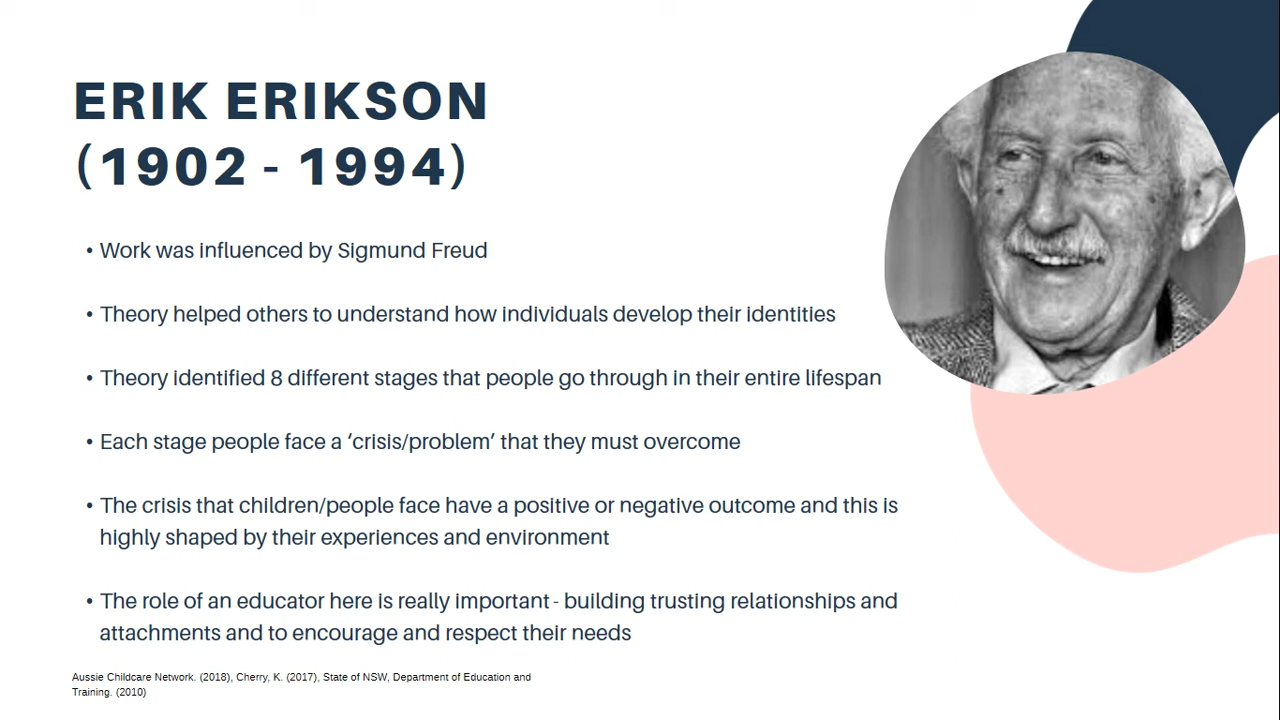 ERIK ERIKSON
(1902 - 1994)
• Work was influenced by Sigmund Freud
• Theory helped others to understand how individuals develop their identities
• Theory identified 8 different stages that people go through in their entire lifespan
• Each stage people face a ‘crisis/problem’ that they must overcome
• The crisis that children/people face have a positive or negative outcome and this is
highly shaped by their experiences and environment
• The role of an educator here is really important - building trusting relationships and
attachments and to encourage and respect their needs
Aussie Childcare Network. (2018), Cherry, K. (2017), State of NSW, Department of Education and
Training. (2010)